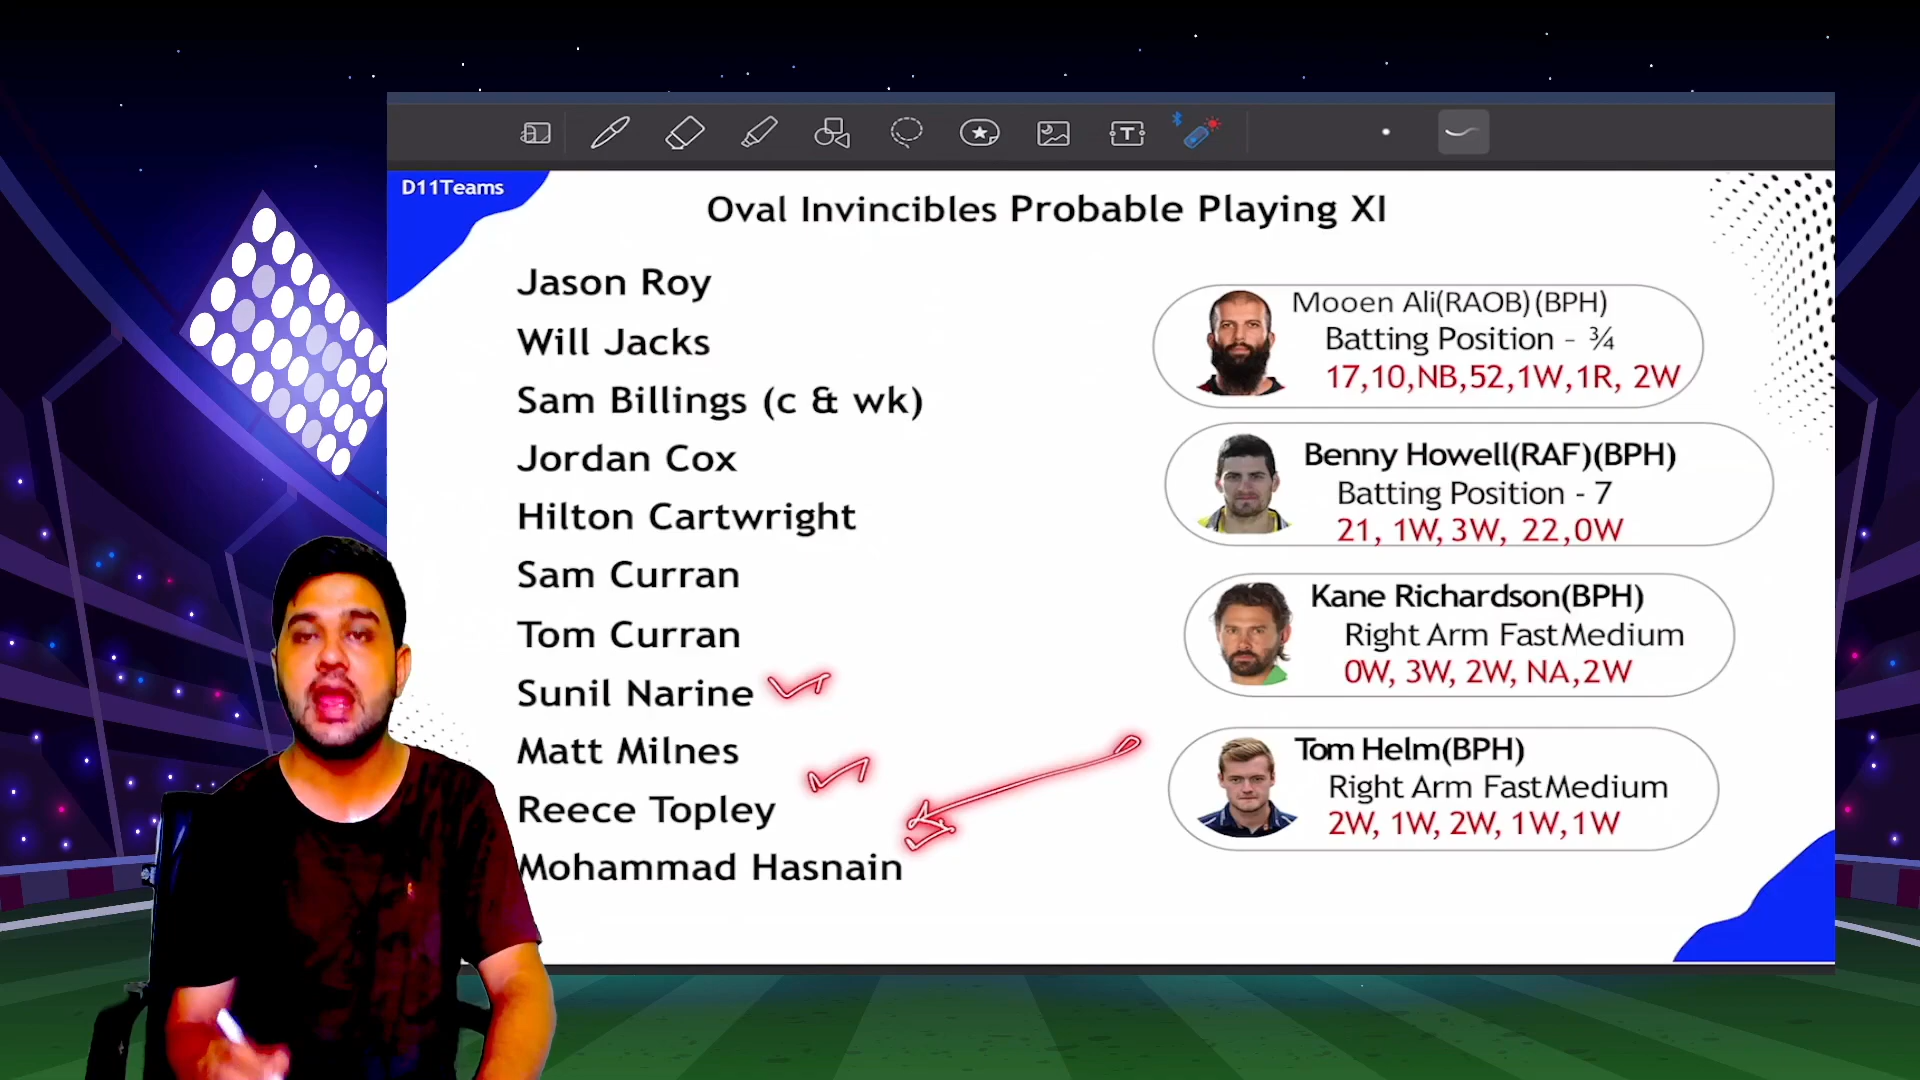 D11Teams
Oval Invincibles Probable Playing XI
Jason Roy
Will Jacks
Sam Billings (c & wk)
Jordan Cox
Hilton Cartwright
Sam Curran
Tom Curran
Sunil Narine
Matt Milnes
Reece Topley
Mohammad Hasnain
Mooen Ali(RAOB)(BPH)
Batting Position - ¾
17,10,NB,52,1W,1R, 2W
Benny Howell(RAF)(BPH)
Batting Position - 7
21, 1W, 3W, 22,0W
Kane Richardson(BPH)
Right Arm Fast Medium
0W, 3W, 2W, NA,2W
Tom Helm(BPH)
Right Arm Fast Medium
2W, 1W, 2W, 1W,1W